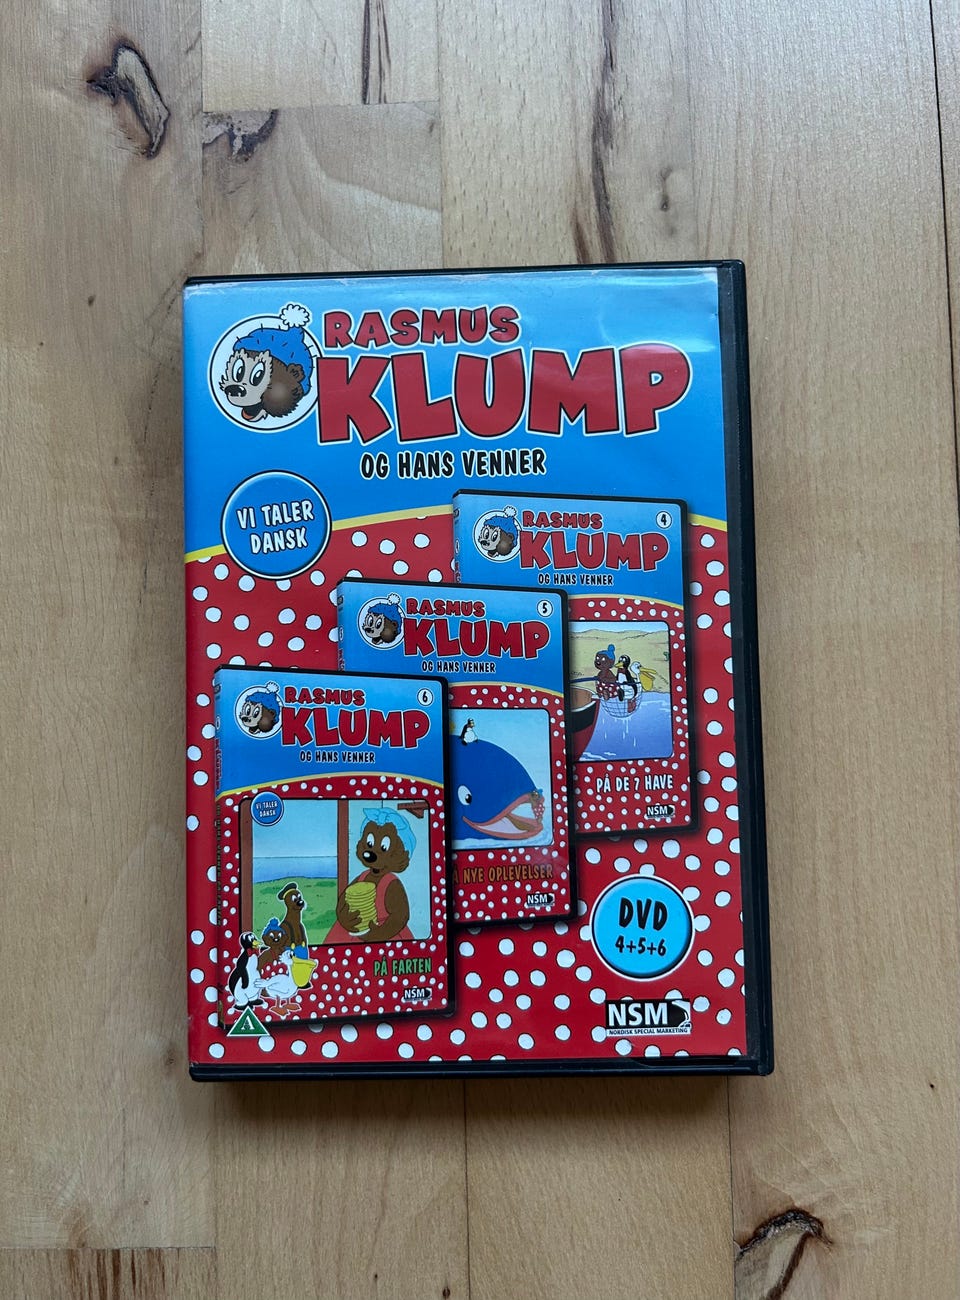 RASMUS
KLUMP
OG HANS VENNER
VI TALER
DANSK
RASMUS
4
KLUMP
OG HANS VENNER
PÅ DE 7 HAVE
NSM
RASMUS
5
KLUMP
OG HANS VENNER
NYE OPLEVELSER
NSM
RASMUS
6
KLUMP
OG HANS VENNER
VI TALER
DANSK
PÅ FARTEN
NSM
A
DVD
4+5+6
NSM
NORDISK SPECIAL MARKETING